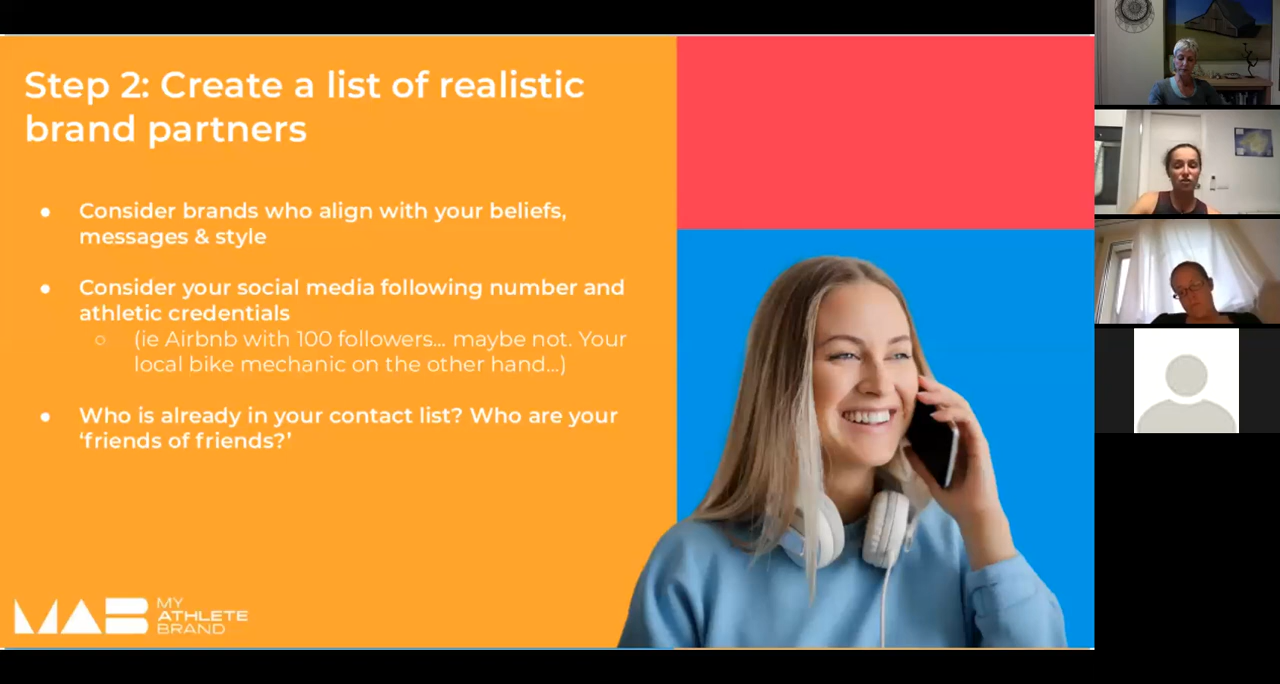 Step 2: Create a list of realistic
brand partners
● Consider brands who align with your beliefs,
messages & style
● Consider your social media following number and
athletic credentials
○ (ie Airbnb with 100 followers... maybe not. Your
local bike mechanic on the other hand...)
● Who is already in your contact list? Who are your
‘friends of friends?’
MAB
MY
ATHLETE
BRAND